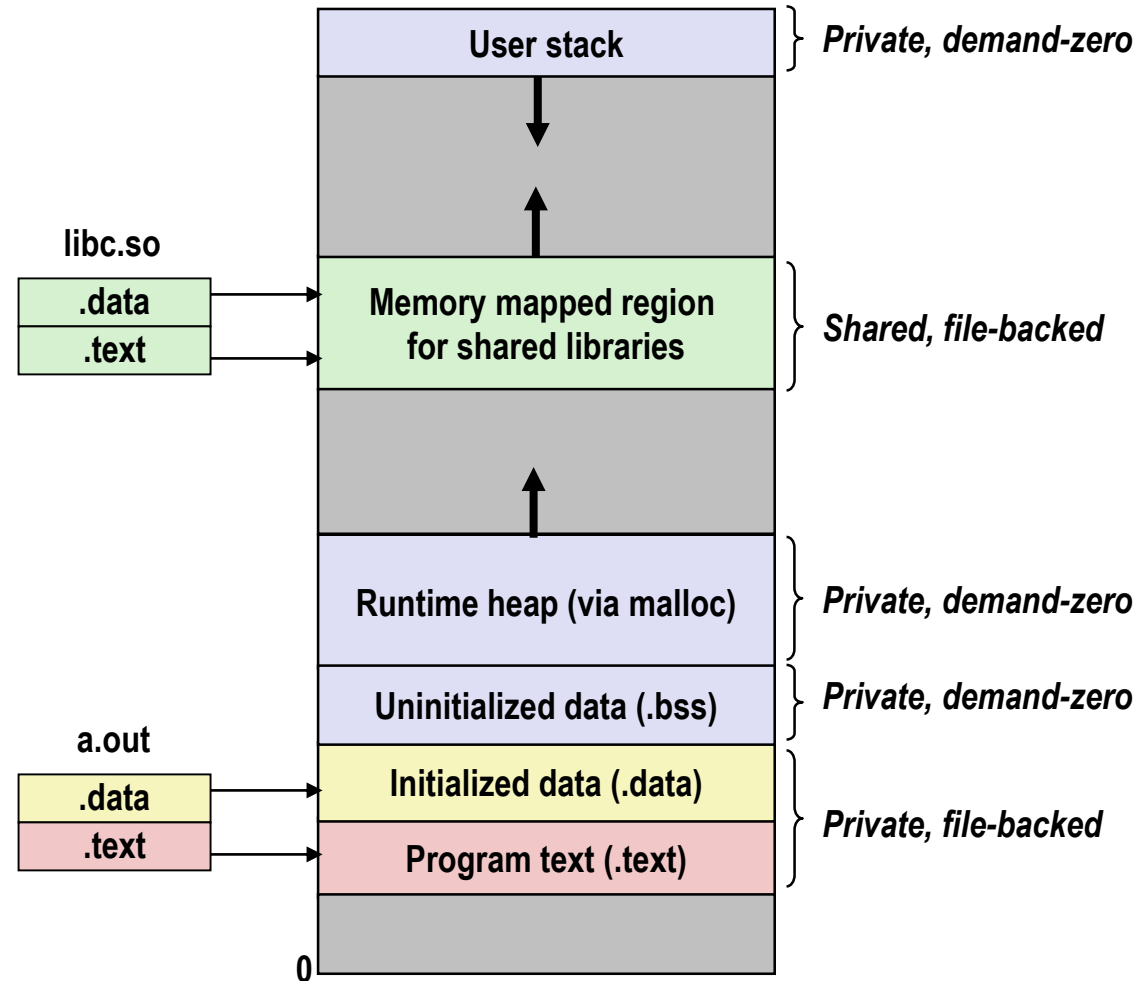 User stack
Private, demand-zero
libc.so
.data
.text
Memory mapped region
for shared libraries
Shared, file-backed
Runtime heap (via malloc)
Private, demand-zero
Uninitialized data (.bss)
Private, demand-zero
a.out
.data
.text
Initialized data (.data)
Program text (.text)
Private, file-backed
0